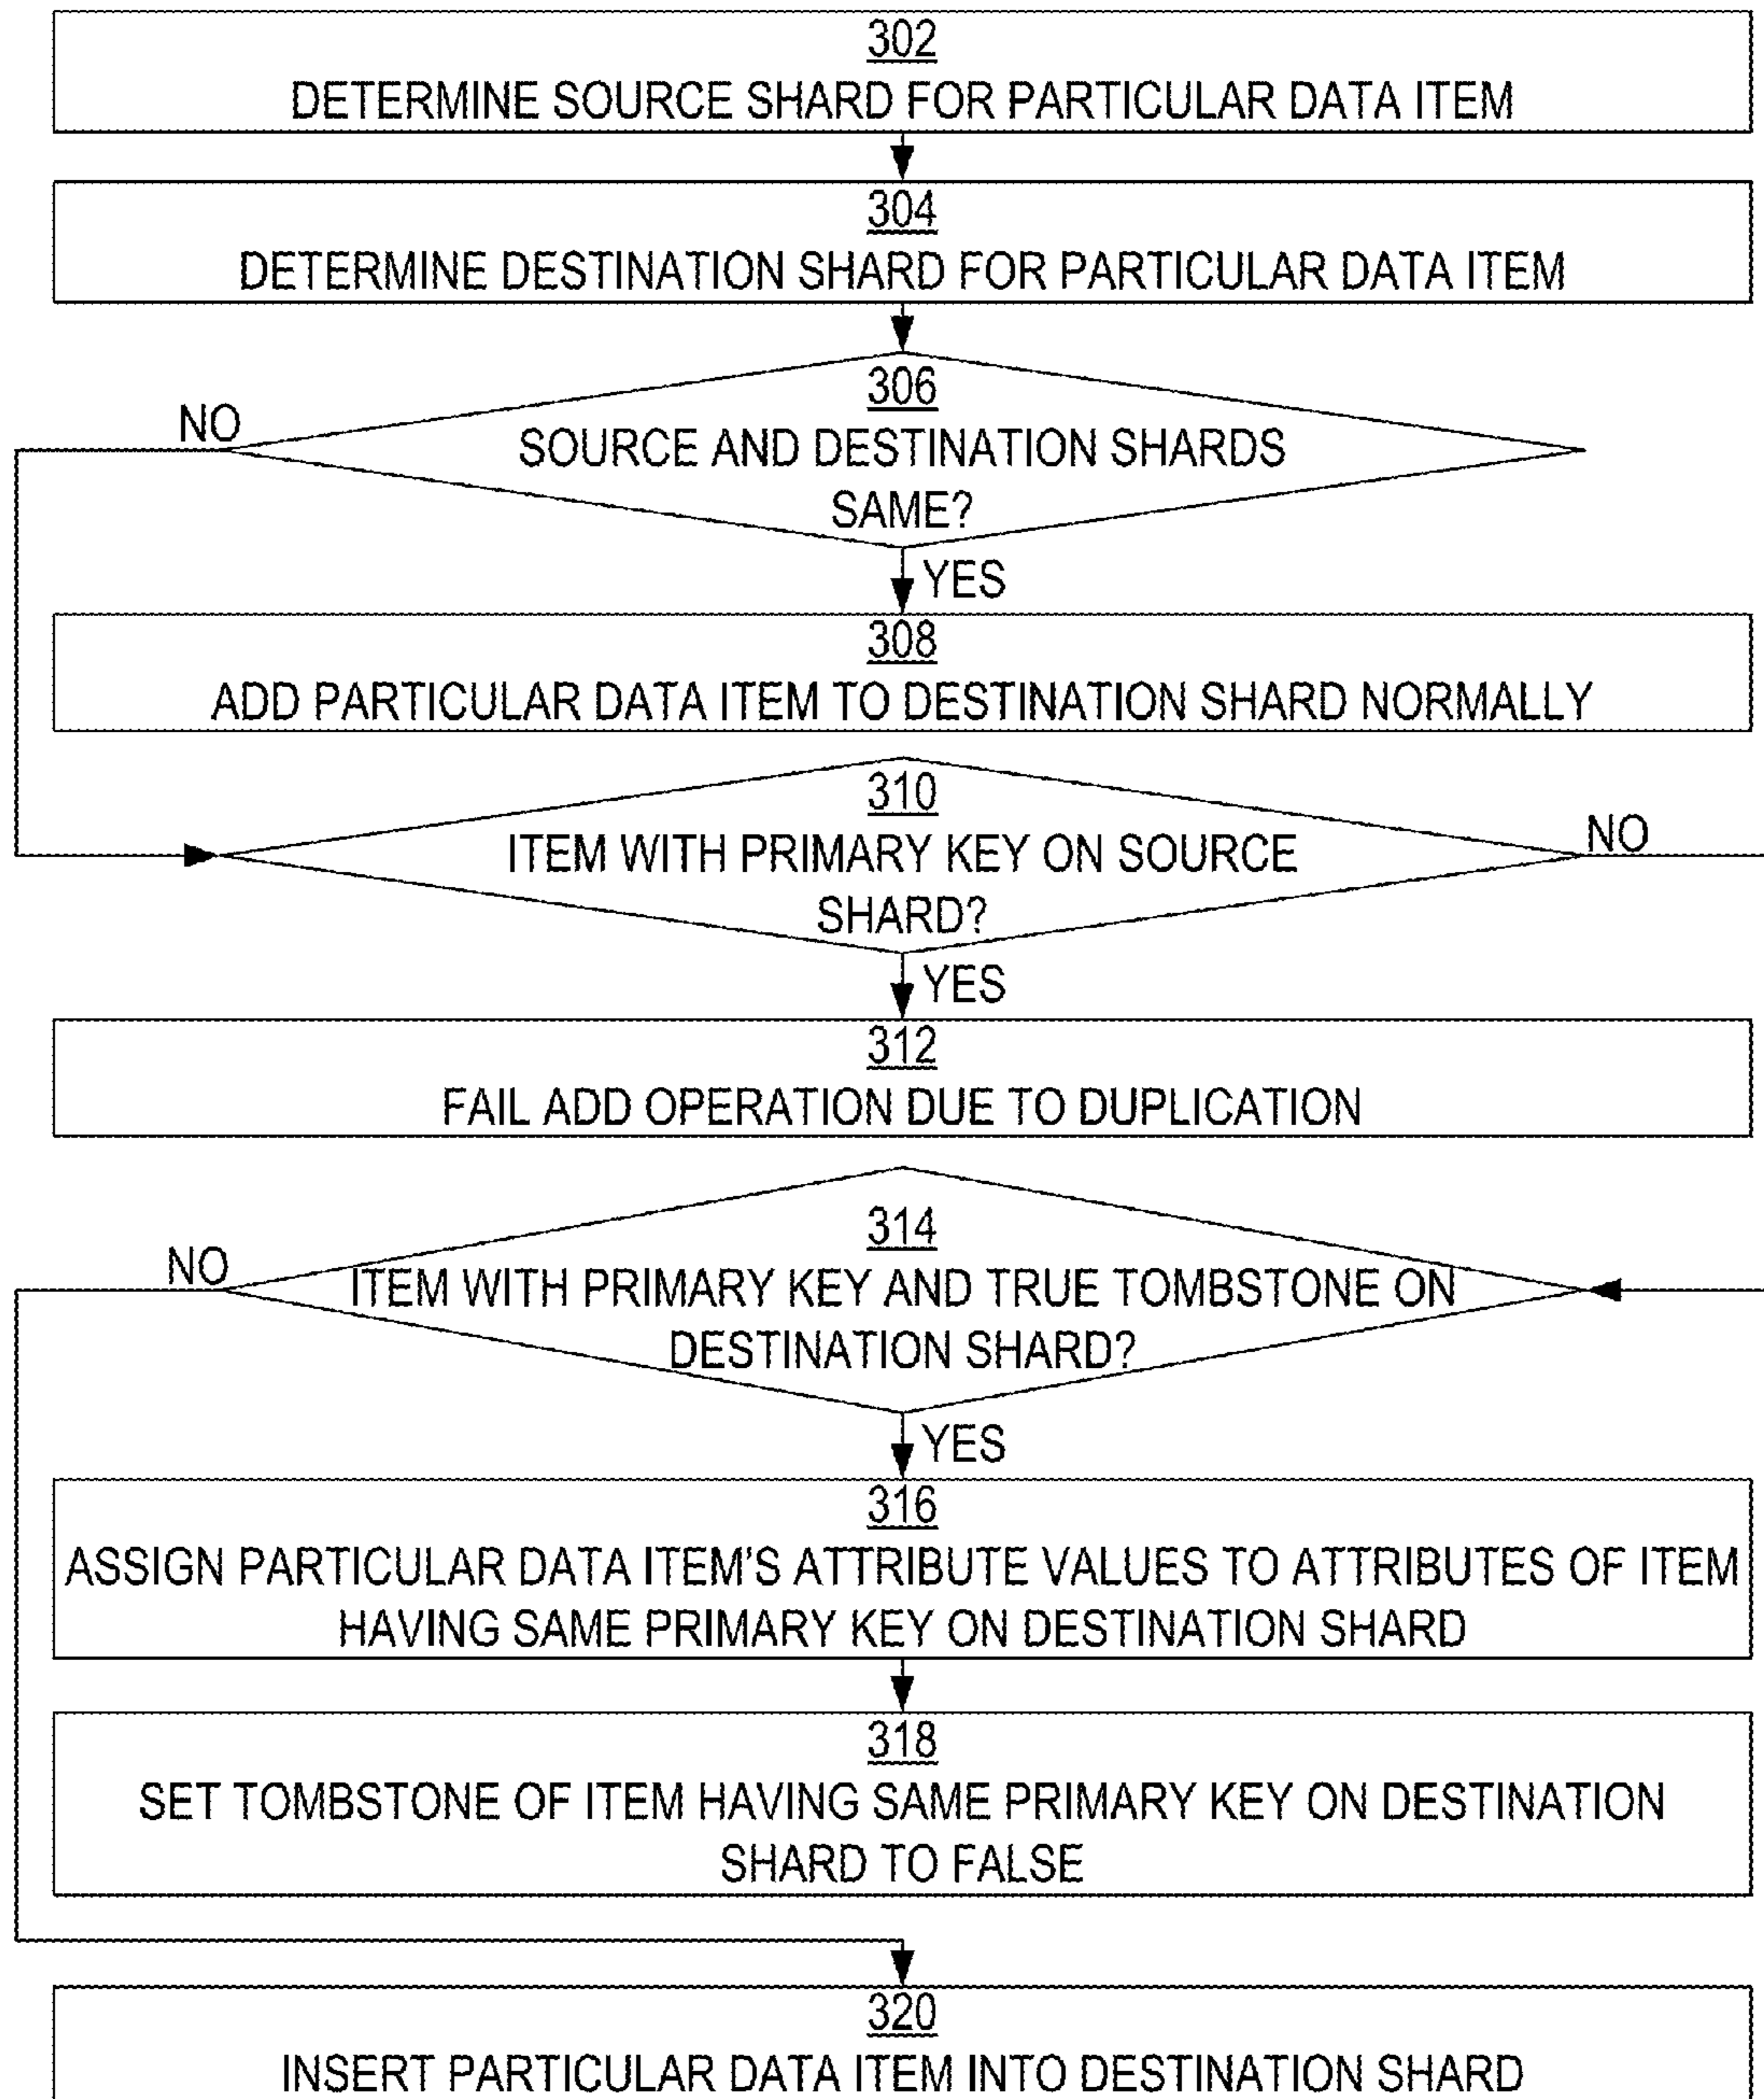 302
DETERMINE SOURCE SHARD FOR PARTICULAR DATA ITEM
304
DETERMINE DESTINATION SHARD FOR PARTICULAR DATA ITEM
306
NO
SOURCE AND DESTINATION SHARDS
SAME?
YES
308
ADD PARTICULAR DATA ITEM TO DESTINATION SHARD NORMALLY
310
NO
ITEM WITH PRIMARY KEY ON SOURCE
SHARD?
YES
312
FAIL ADD OPERATION DUE TO DUPLICATION
314
NO
ITEM WITH PRIMARY KEY AND TRUE TOMBSTONE ON
DESTINATION SHARD?
YES
316
ASSIGN PARTICULAR DATA ITEM'S ATTRIBUTE VALUES TO ATTRIBUTES OF ITEM
HAVING SAME PRIMARY KEY ON DESTINATION SHARD
318
SET TOMBSTONE OF ITEM HAVING SAME PRIMARY KEY ON DESTINATION
SHARD TO FALSE
320
INSERT PARTICULAR DATA ITEM INTO DESTINATION SHARD